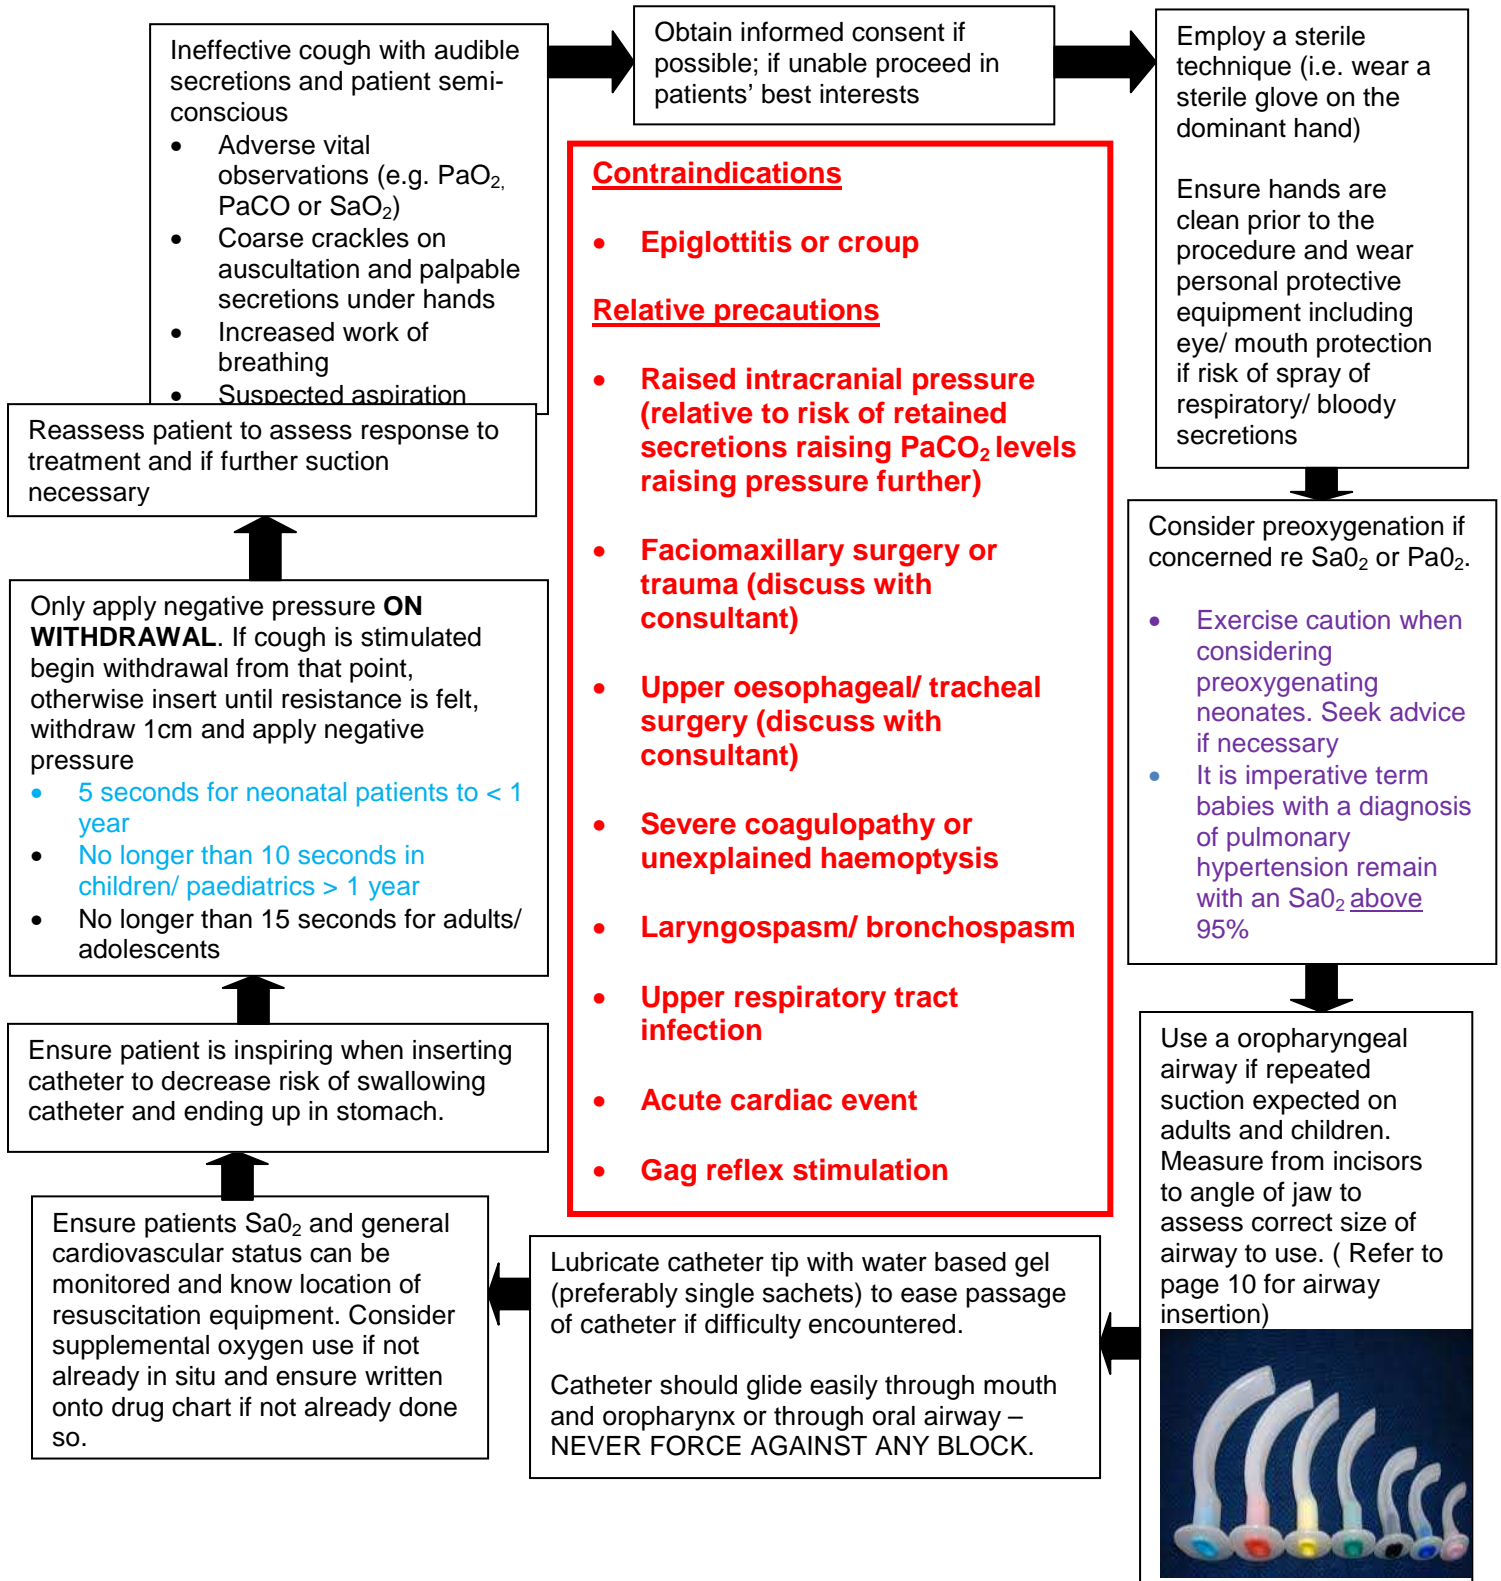 Ineffective cough with audible
secretions and patient semi-
conscious
• Adverse vital
observations (e.g. PaO₂,
PaCO or SaO₂)
• Coarse crackles on
auscultation and palpable
secretions under hands
• Increased work of
breathing
• Suspected aspiration
Obtain informed consent if
possible; if unable proceed in
patients’ best interests
Employ a sterile
technique (i.e. wear a
sterile glove on the
dominant hand)
Ensure hands are
clean prior to the
procedure and wear
personal protective
equipment including
eye/ mouth protection
if risk of spray of
respiratory/ bloody
secretions
Consider preoxygenation if
concerned re Sa0₂ or Pa0₂.
• Exercise caution when
considering
preoxygenating
neonates. Seek advice
if necessary
• It is imperative term
babies with a diagnosis
of pulmonary
hypertension remain
with an Sa0₂ above
95%
Use a oropharyngeal
airway if repeated
suction expected on
adults and children.
Measure from incisors
to angle of jaw to
assess correct size of
airway to use. ( Refer to
page 10 for airway
insertion)
Lubricate catheter tip with water based gel
(preferably single sachets) to ease passage
of catheter if difficulty encountered.
Catheter should glide easily through mouth
and oropharynx or through oral airway –
NEVER FORCE AGAINST ANY BLOCK.
Ensure patients Sa0₂ and general
cardiovascular status can be
monitored and know location of
resuscitation equipment. Consider
supplemental oxygen use if not
already in situ and ensure written
onto drug chart if not already done
so.
Ensure patient is inspiring when inserting
catheter to decrease risk of swallowing
catheter and ending up in stomach.
Only apply negative pressure ON
WITHDRAWAL. If cough is stimulated
begin withdrawal from that point,
otherwise insert until resistance is felt,
withdraw 1cm and apply negative
pressure
• 5 seconds for neonatal patients to < 1
year
• No longer than 10 seconds in
children/ paediatrics > 1 year
• No longer than 15 seconds for adults/
adolescents
Reassess patient to assess response to
treatment and if further suction
necessary
Contraindications
• Epiglottitis or croup
Relative precautions
• Raised intracranial pressure
(relative to risk of retained
secretions raising PaCO₂ levels
raising pressure further)
• Faciomaxillary surgery or
trauma (discuss with
consultant)
• Upper oesophageal/ tracheal
surgery (discuss with
consultant)
• Severe coagulopathy or
unexplained haemoptysis
• Laryngospasm/ bronchospasm
• Upper respiratory tract
infection
• Acute cardiac event
• Gag reflex stimulation